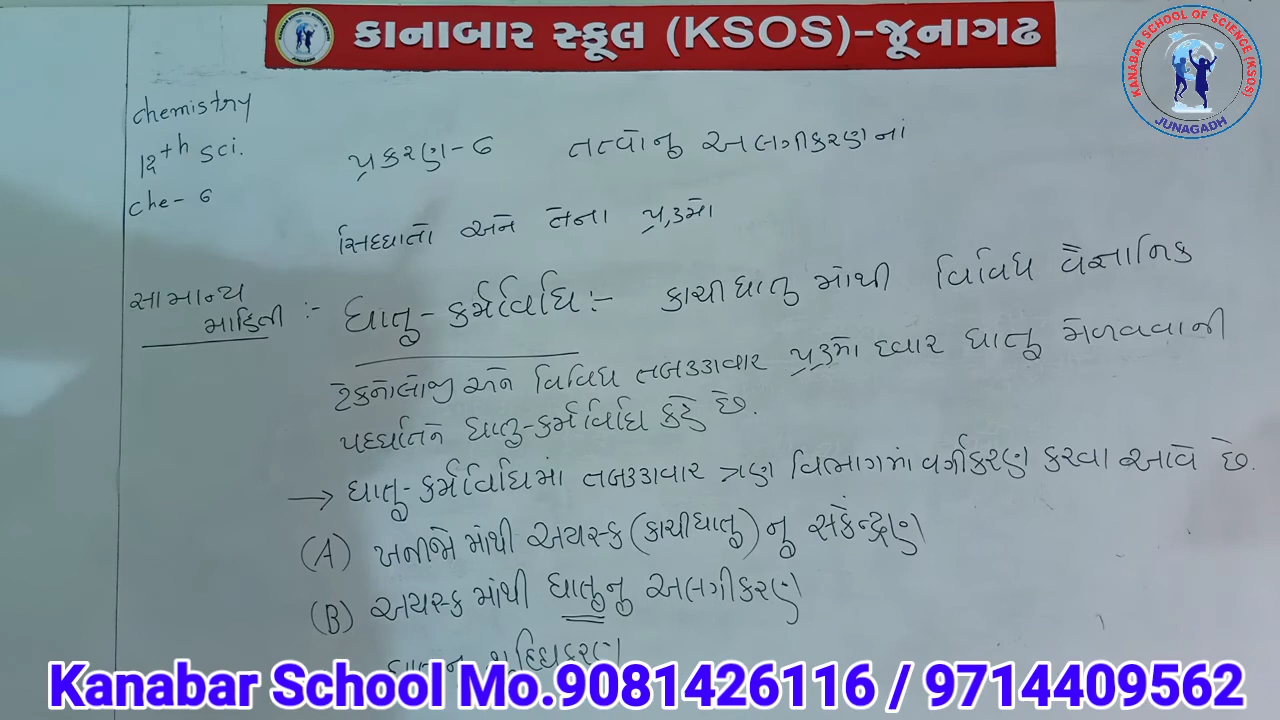 કાનાબાર સ્કૂલ (KSOS)-જૂનાગઢ
JUNAGADH
KANABAR SCHOOL OF SCIENCE (KSOS)
JUNAGADH
chemistry
12th sci.
che- 6
પ્રકરણ-૬ તત્વોનુ અલગીકરણનાં
સિધ્ધાતો અને તેના પ્રક્રમો
સામાન્ય
માહિતી :-
ધાતુ-કર્મવિધિ:- કાચીધાતુ માંથી વિવિધ વૈજ્ઞાનિક
ટેકનોલોજી અને વિવિધ તબક્કાવાર પ્રક્રમો દ્વાર ધાતુ મેળવવાની
પધ્ધતિને ધાતુ-કર્મવિધિ કહે છે.
→ ધાતુ-કર્મવિધિમાં તબક્કાવાર ત્રણ વિભાગમાં વર્ગીકરણ કરવા આવે છે.
(A) ખનીજો માંથી અયસ્ક (કાચીધાતુ) નુ સંકેન્દ્રણ
(B) અયસ્ક માંથી ધાતુનુ અલગીકરણ
Kanabar School Mo.9081426116 / 9714409562